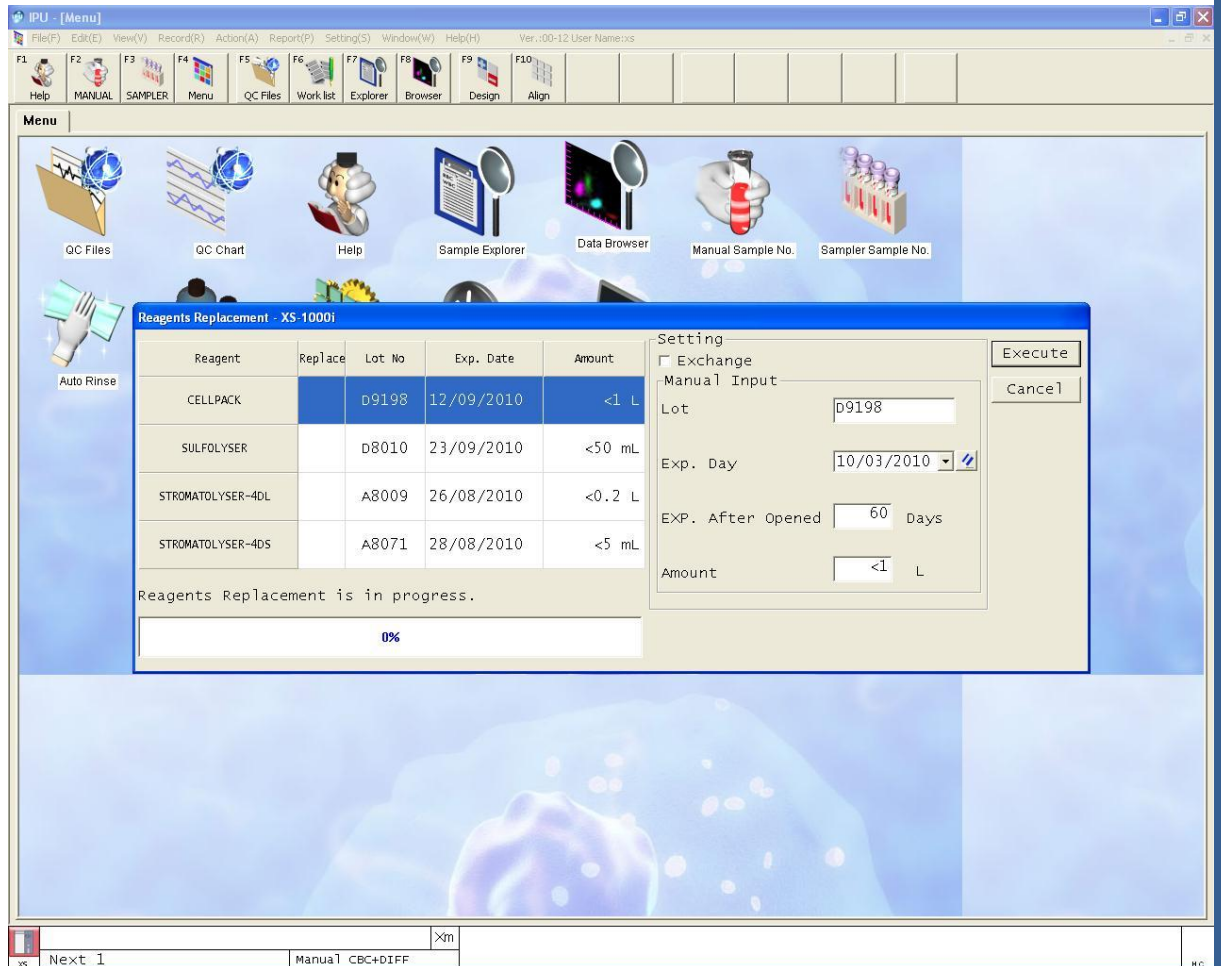 IPU - [Menu]
File(F) Edit(E) View(V) Record(R) Action(A) Report(P) Setting(S) Window(W) Help(H) Ver.:00-12 User Name:xs
F1 F2 F3 F4 F5 F6 F7 F8 F9 F10
Help MANUAL SAMPLER Menu QC Files Work list Explorer Browser Design Align
Menu
QC Files QC Chart Help Sample Explorer Data Browser Manual Sample No. Sampler Sample No.
Auto Rinse
Reagents Replacement - XS-1000i
Reagent Replace Lot No Exp. Date Amount
CELLPACK D9198 12/09/2010 <1 L
SULFOLYSER D8010 23/09/2010 <50 mL
STROMATOLYSER-4DL A8009 26/08/2010 <0.2 L
STROMATOLYSER-4DS A8071 28/08/2010 <5 mL
Reagents Replacement is in progress.
0%
Setting
Exchange
Manual Input
Lot D9198
Exp. Day 10/03/2010
EXP. After Opened 60 Days
Amount <1 L
Execute
Cancel
Xm
XS Next 1 Manual CBC+DIFF H.C